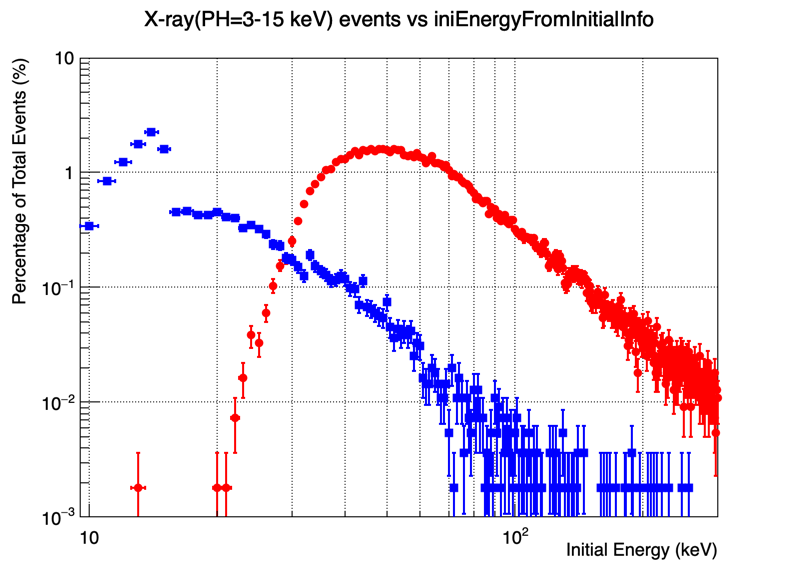 X-ray(PH=3-15 keV) events vs iniEnergyFromInitialInfo
Percentage of Total Events (%)
10
1
10⁻¹
10⁻²
10⁻³
10
10²
Initial Energy (keV)